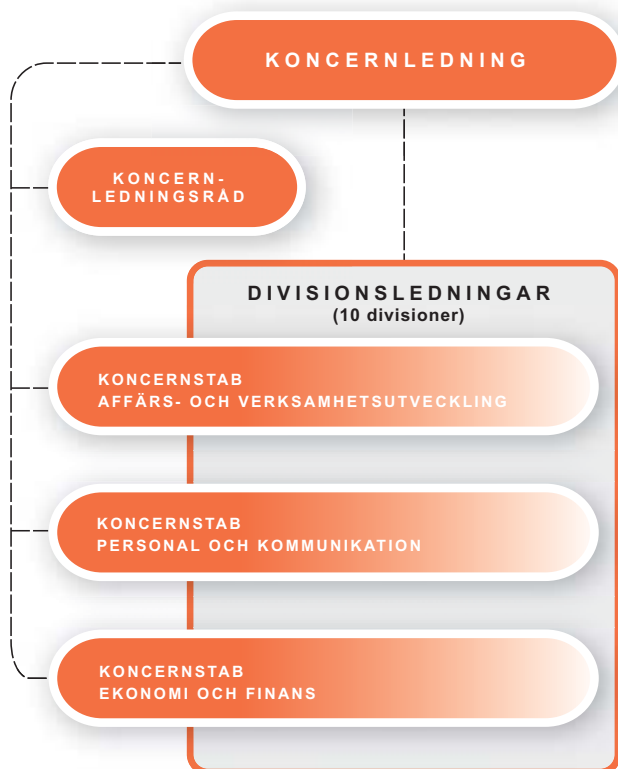 KONCERNLEDNING
KONCERN-
LEDNINGSRÅD
DIVISIONSLEDNINGAR
(10 divisioner)
KONCERNSTAB
AFFÄRS- OCH VERKSAMHETSUTVECKLING
KONCERNSTAB
PERSONAL OCH KOMMUNIKATION
KONCERNSTAB
EKONOMI OCH FINANS